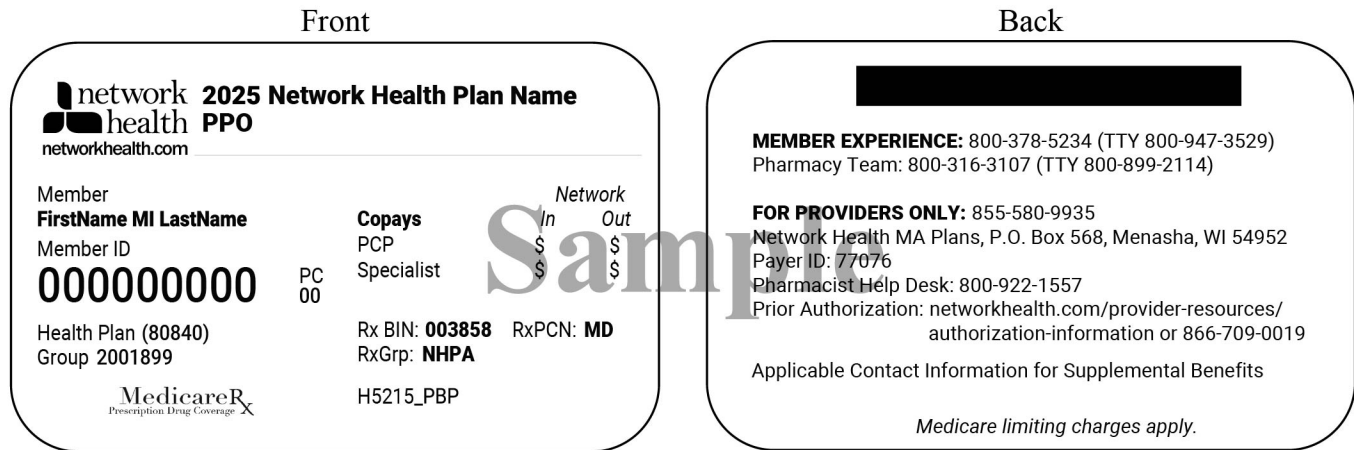 Front
network health
networkhealth.com
2025 Network Health Plan Name
PPO
Member
FirstName MI LastName
Member ID
000000000
PC
00
Health Plan (80840)
Group 2001899
MedicareRx
Prescription Drug Coverage
Network
Copays In Out
PCP $ $
Specialist $ $
Rx BIN: 003858 RxPCN: MD
RxGrp: NHPA
H5215_PBP
Sample
Back
MEMBER EXPERIENCE: 800-378-5234 (TTY 800-947-3529)
Pharmacy Team: 800-316-3107 (TTY 800-899-2114)
FOR PROVIDERS ONLY: 855-580-9935
Network Health MA Plans, P.O. Box 568, Menasha, WI 54952
Payer ID: 77076
Pharmacist Help Desk: 800-922-1557
Prior Authorization: networkhealth.com/provider-resources/
authorization-information or 866-709-0019
Applicable Contact Information for Supplemental Benefits
Medicare limiting charges apply.